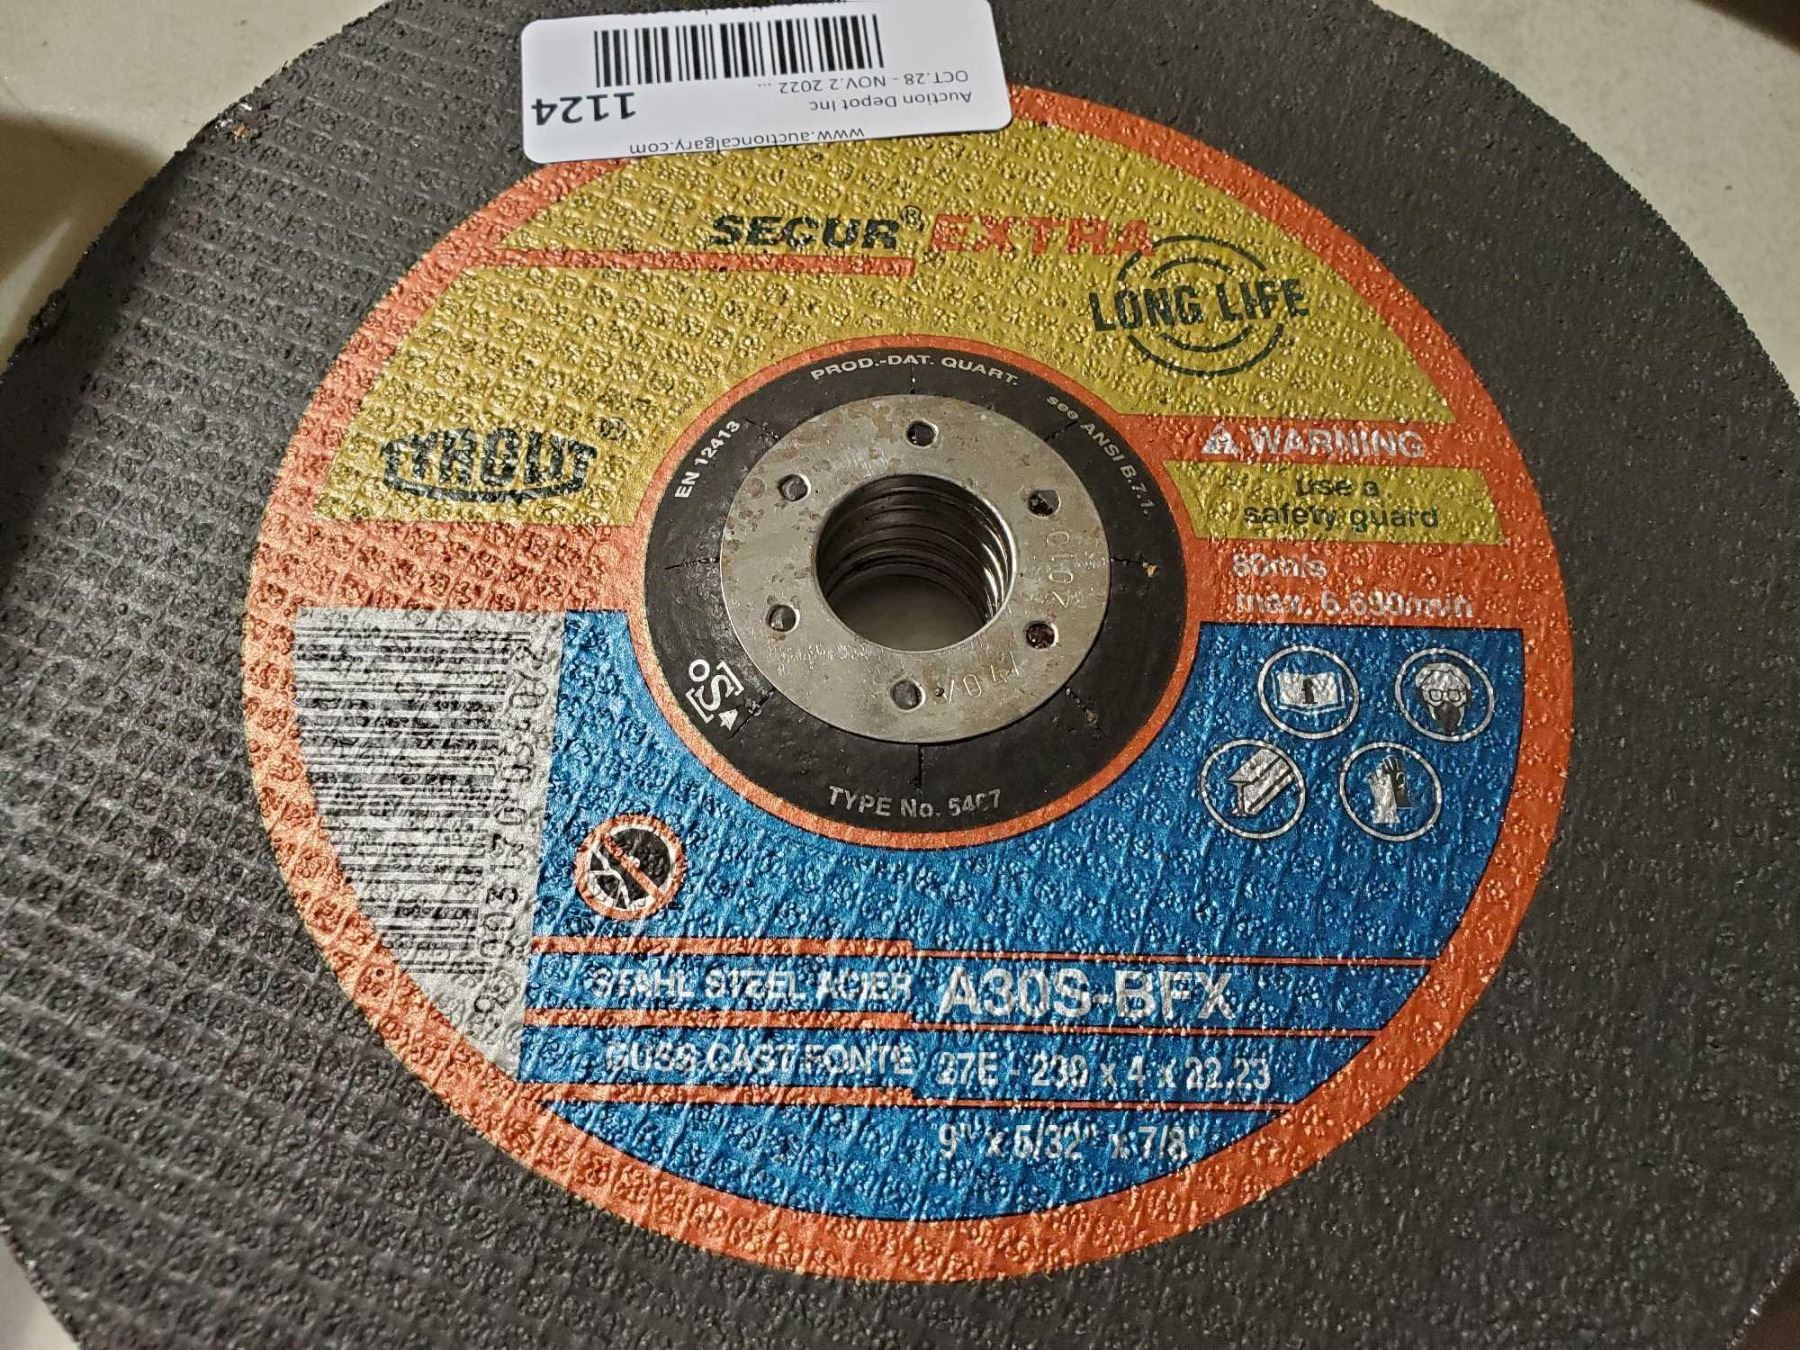 www.auctioncalgary.com
Auction Depot Inc
OCT.28 - NOV.2 2022 ...
1124
SECUR® EXTRA
LONG LIFE
TYROLIT®
PROD.-DAT. QUART.
see ANSI B.7.1.
EN 12413
WARNING
Use a
safety guard
80m/s
max. 6.630/min
TYPE No.
STAHL STEEL ACIER A30S-BFX
GUSS CAST FONTE 27E - 230 x 4 x 22.23
9" x 5/32" x 7/8"